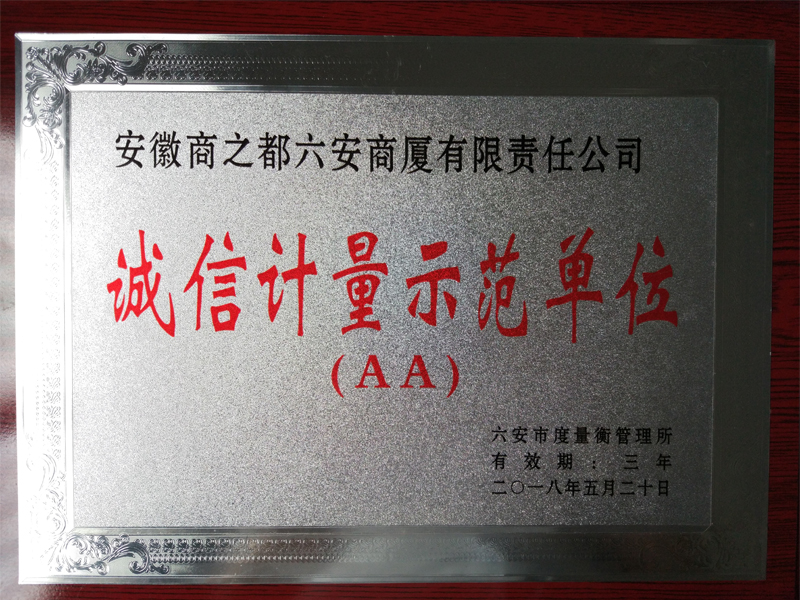 安徽商之都六安商厦有限责任公司
诚信计量示范单位
(AA)
六安市度量衡管理所
有效期：三年
二〇一八年五月二十日